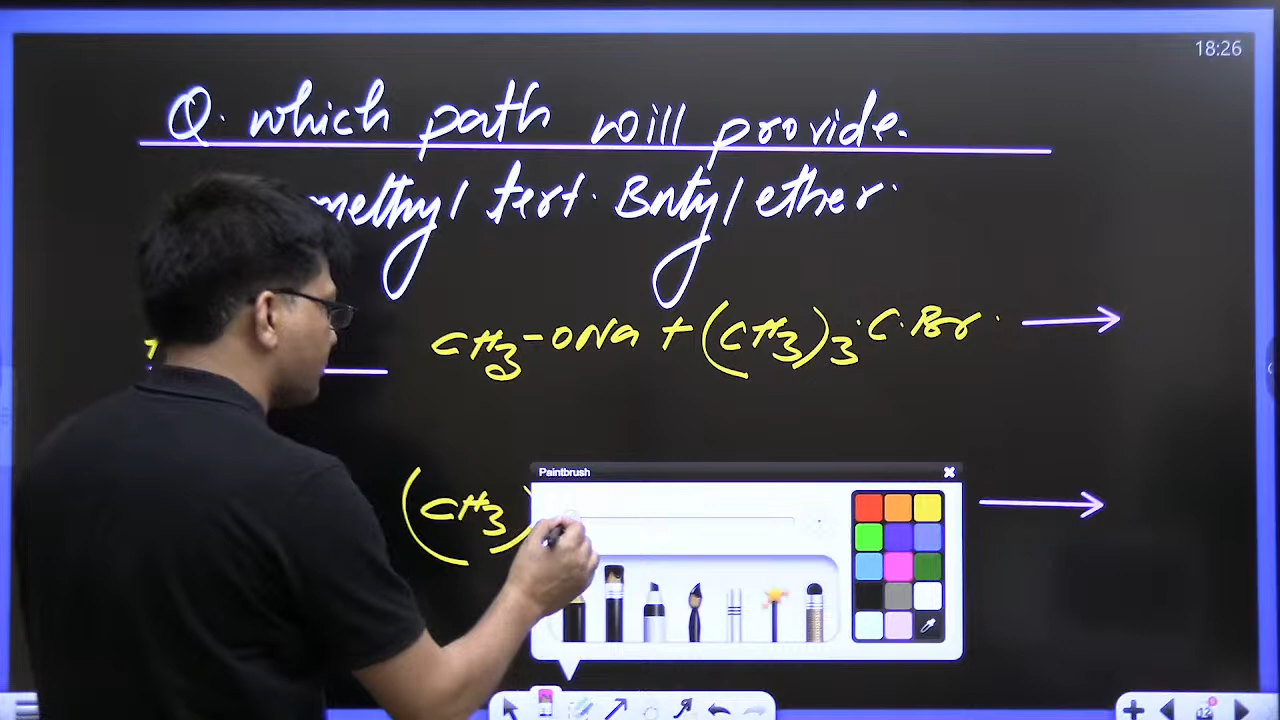 18:26
Q. which path will provide.
methyl tert. Butyl ether.
CH3-ONa + (CH3)3.C.Br.
(CH3)
Paintbrush